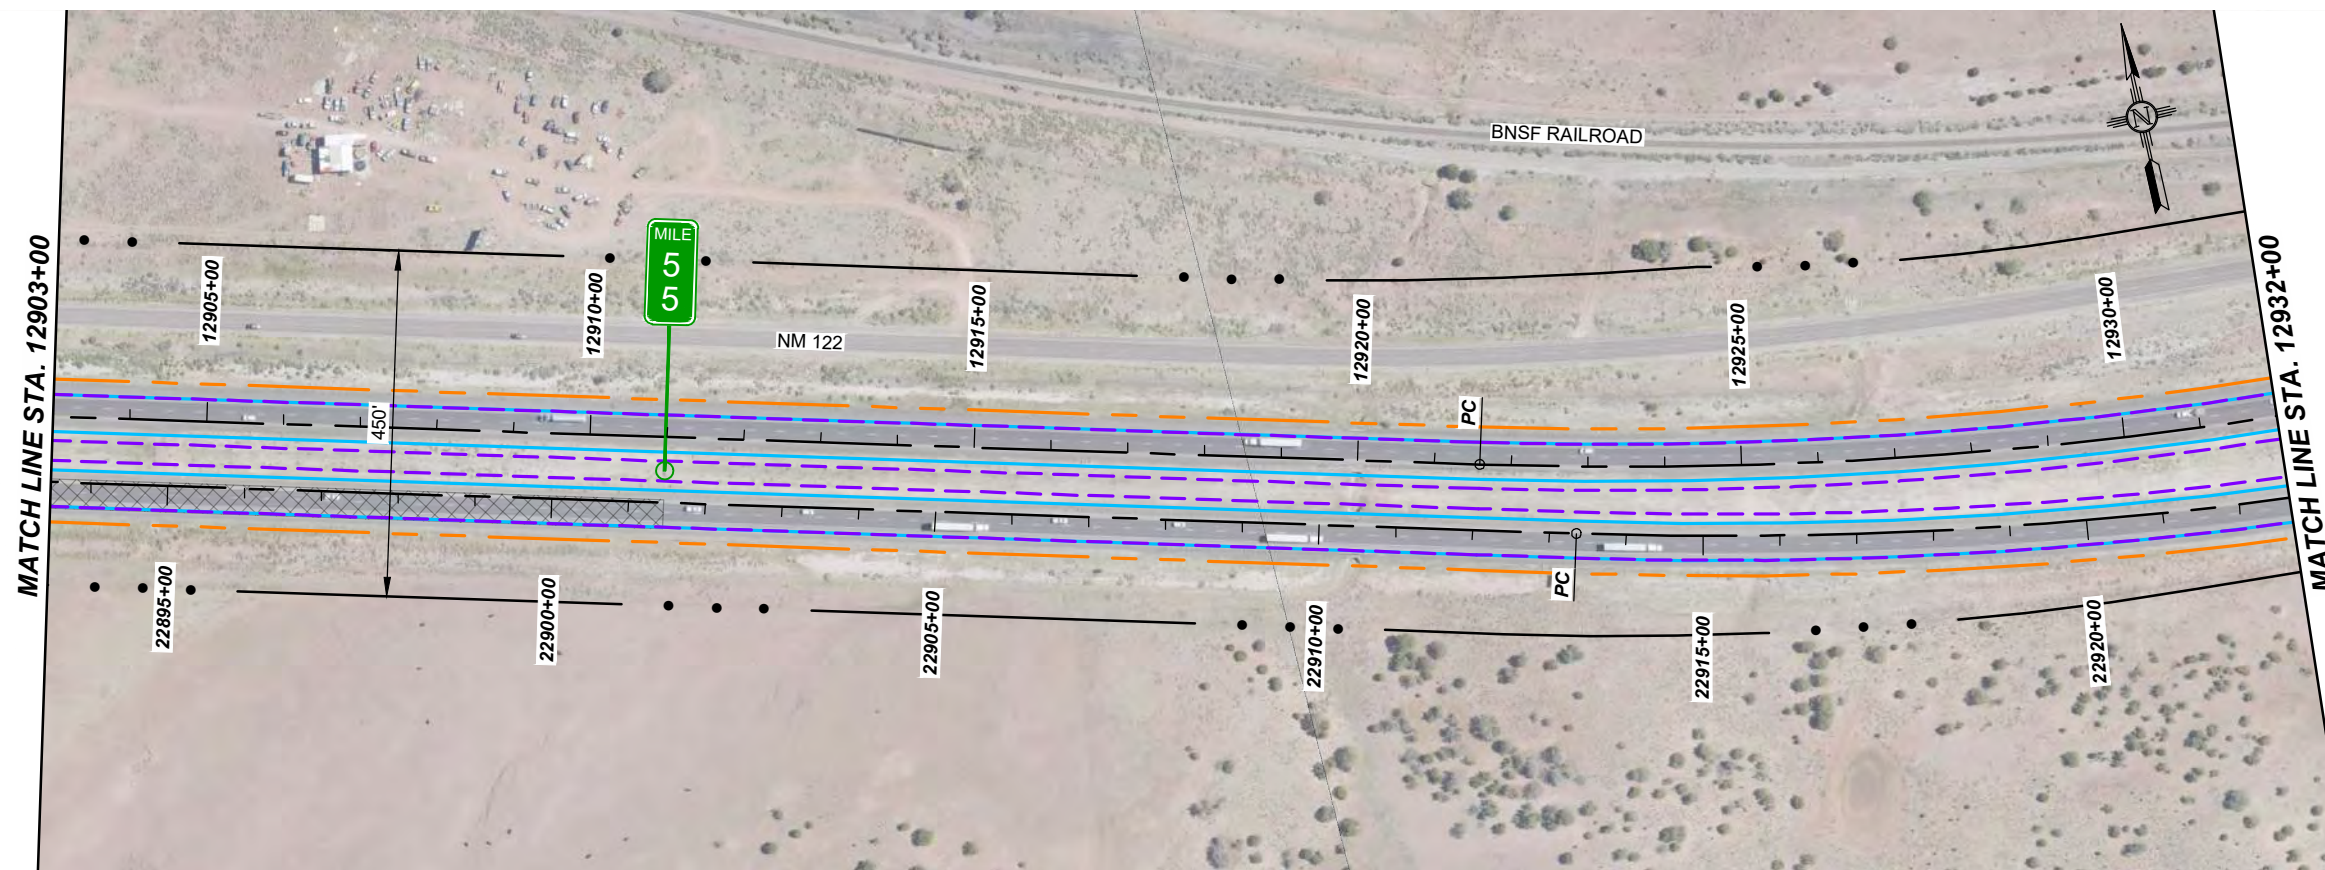 BNSF RAILROAD
N
MATCH LINE STA. 12903+00
MILE
5
5
12905+00
12910+00
12915+00
12920+00
12925+00
12930+00
MATCH LINE STA. 12932+00
NM 122
450'
PC
PC
22895+00
22900+00
22905+00
22910+00
22915+00
22920+00